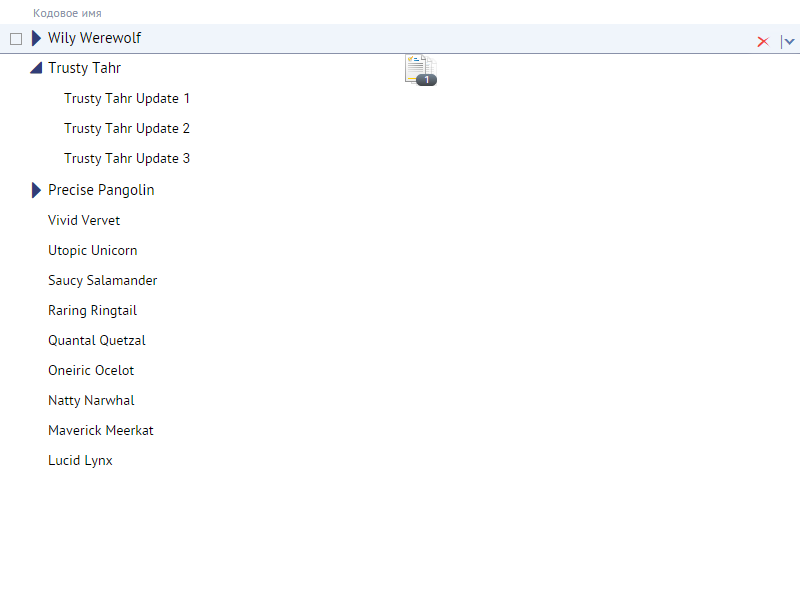 Кодовое имя
Wily Werewolf
Trusty Tahr
1
Trusty Tahr Update 1
Trusty Tahr Update 2
Trusty Tahr Update 3
Precise Pangolin
Vivid Vervet
Utopic Unicorn
Saucy Salamander
Raring Ringtail
Quantal Quetzal
Oneiric Ocelot
Natty Narwhal
Maverick Meerkat
Lucid Lynx